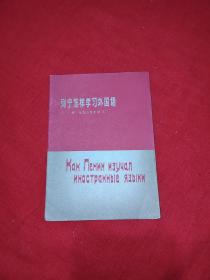 列宁怎样学习外国语
Как Ленин изучал
иностранные языки